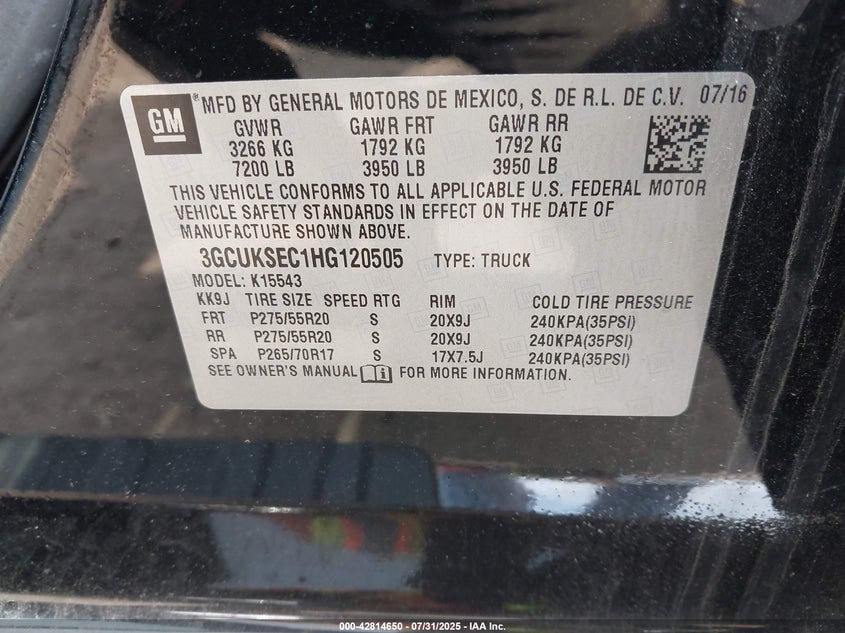 GM ® MFD BY GENERAL MOTORS DE MEXICO, S. DE R.L. DE C.V. 07/16
GVWR GAWR FRT GAWR RR
3266 KG 1792 KG 1792 KG
7200 LB 3950 LB 3950 LB
THIS VEHICLE CONFORMS TO ALL APPLICABLE U.S. FEDERAL MOTOR
VEHICLE SAFETY STANDARDS IN EFFECT ON THE DATE OF
MANUFACTURE SHOWN ABOVE.
3GCUKSEC1HG120505 TYPE: TRUCK
MODEL: K15543
KK9J TIRE SIZE SPEED RTG RIM COLD TIRE PRESSURE
FRT P275/55R20 S 20X9J 240KPA(35PSI)
RR P275/55R20 S 20X9J 240KPA(35PSI)
SPA P265/70R17 S 17X7.5J 240KPA(35PSI)
SEE OWNER'S MANUAL FOR MORE INFORMATION.
000-42814650 - 07/31/2025 - IAA Inc.